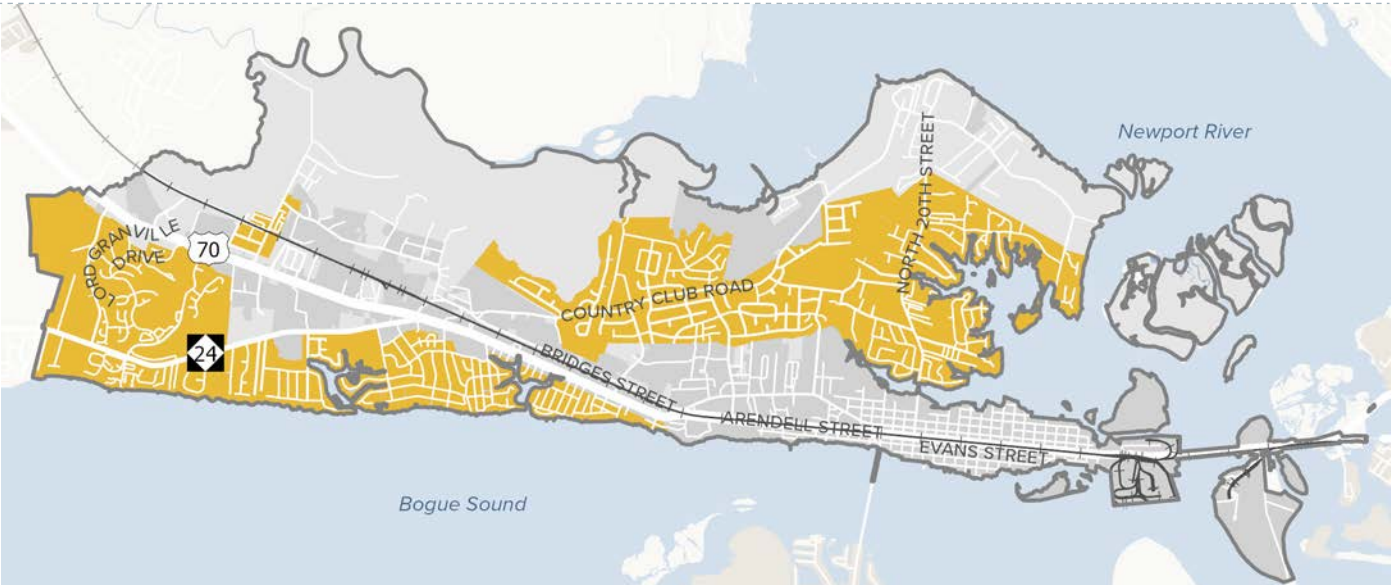 Newport River
NORTH 20TH STREET
LORD GRANVILLE
DRIVE
70
COUNTRY CLUB ROAD
24
BRIDGES STREET
ARENDELL STREET
EVANS STREET
Bogue Sound